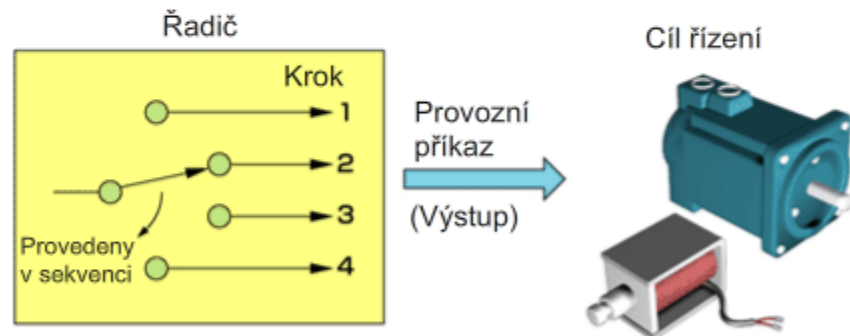 Řadič
Krok
1
2
3
4
Provedeny
v sekvenci
Provozní
příkaz
(Výstup)
Cíl řízení